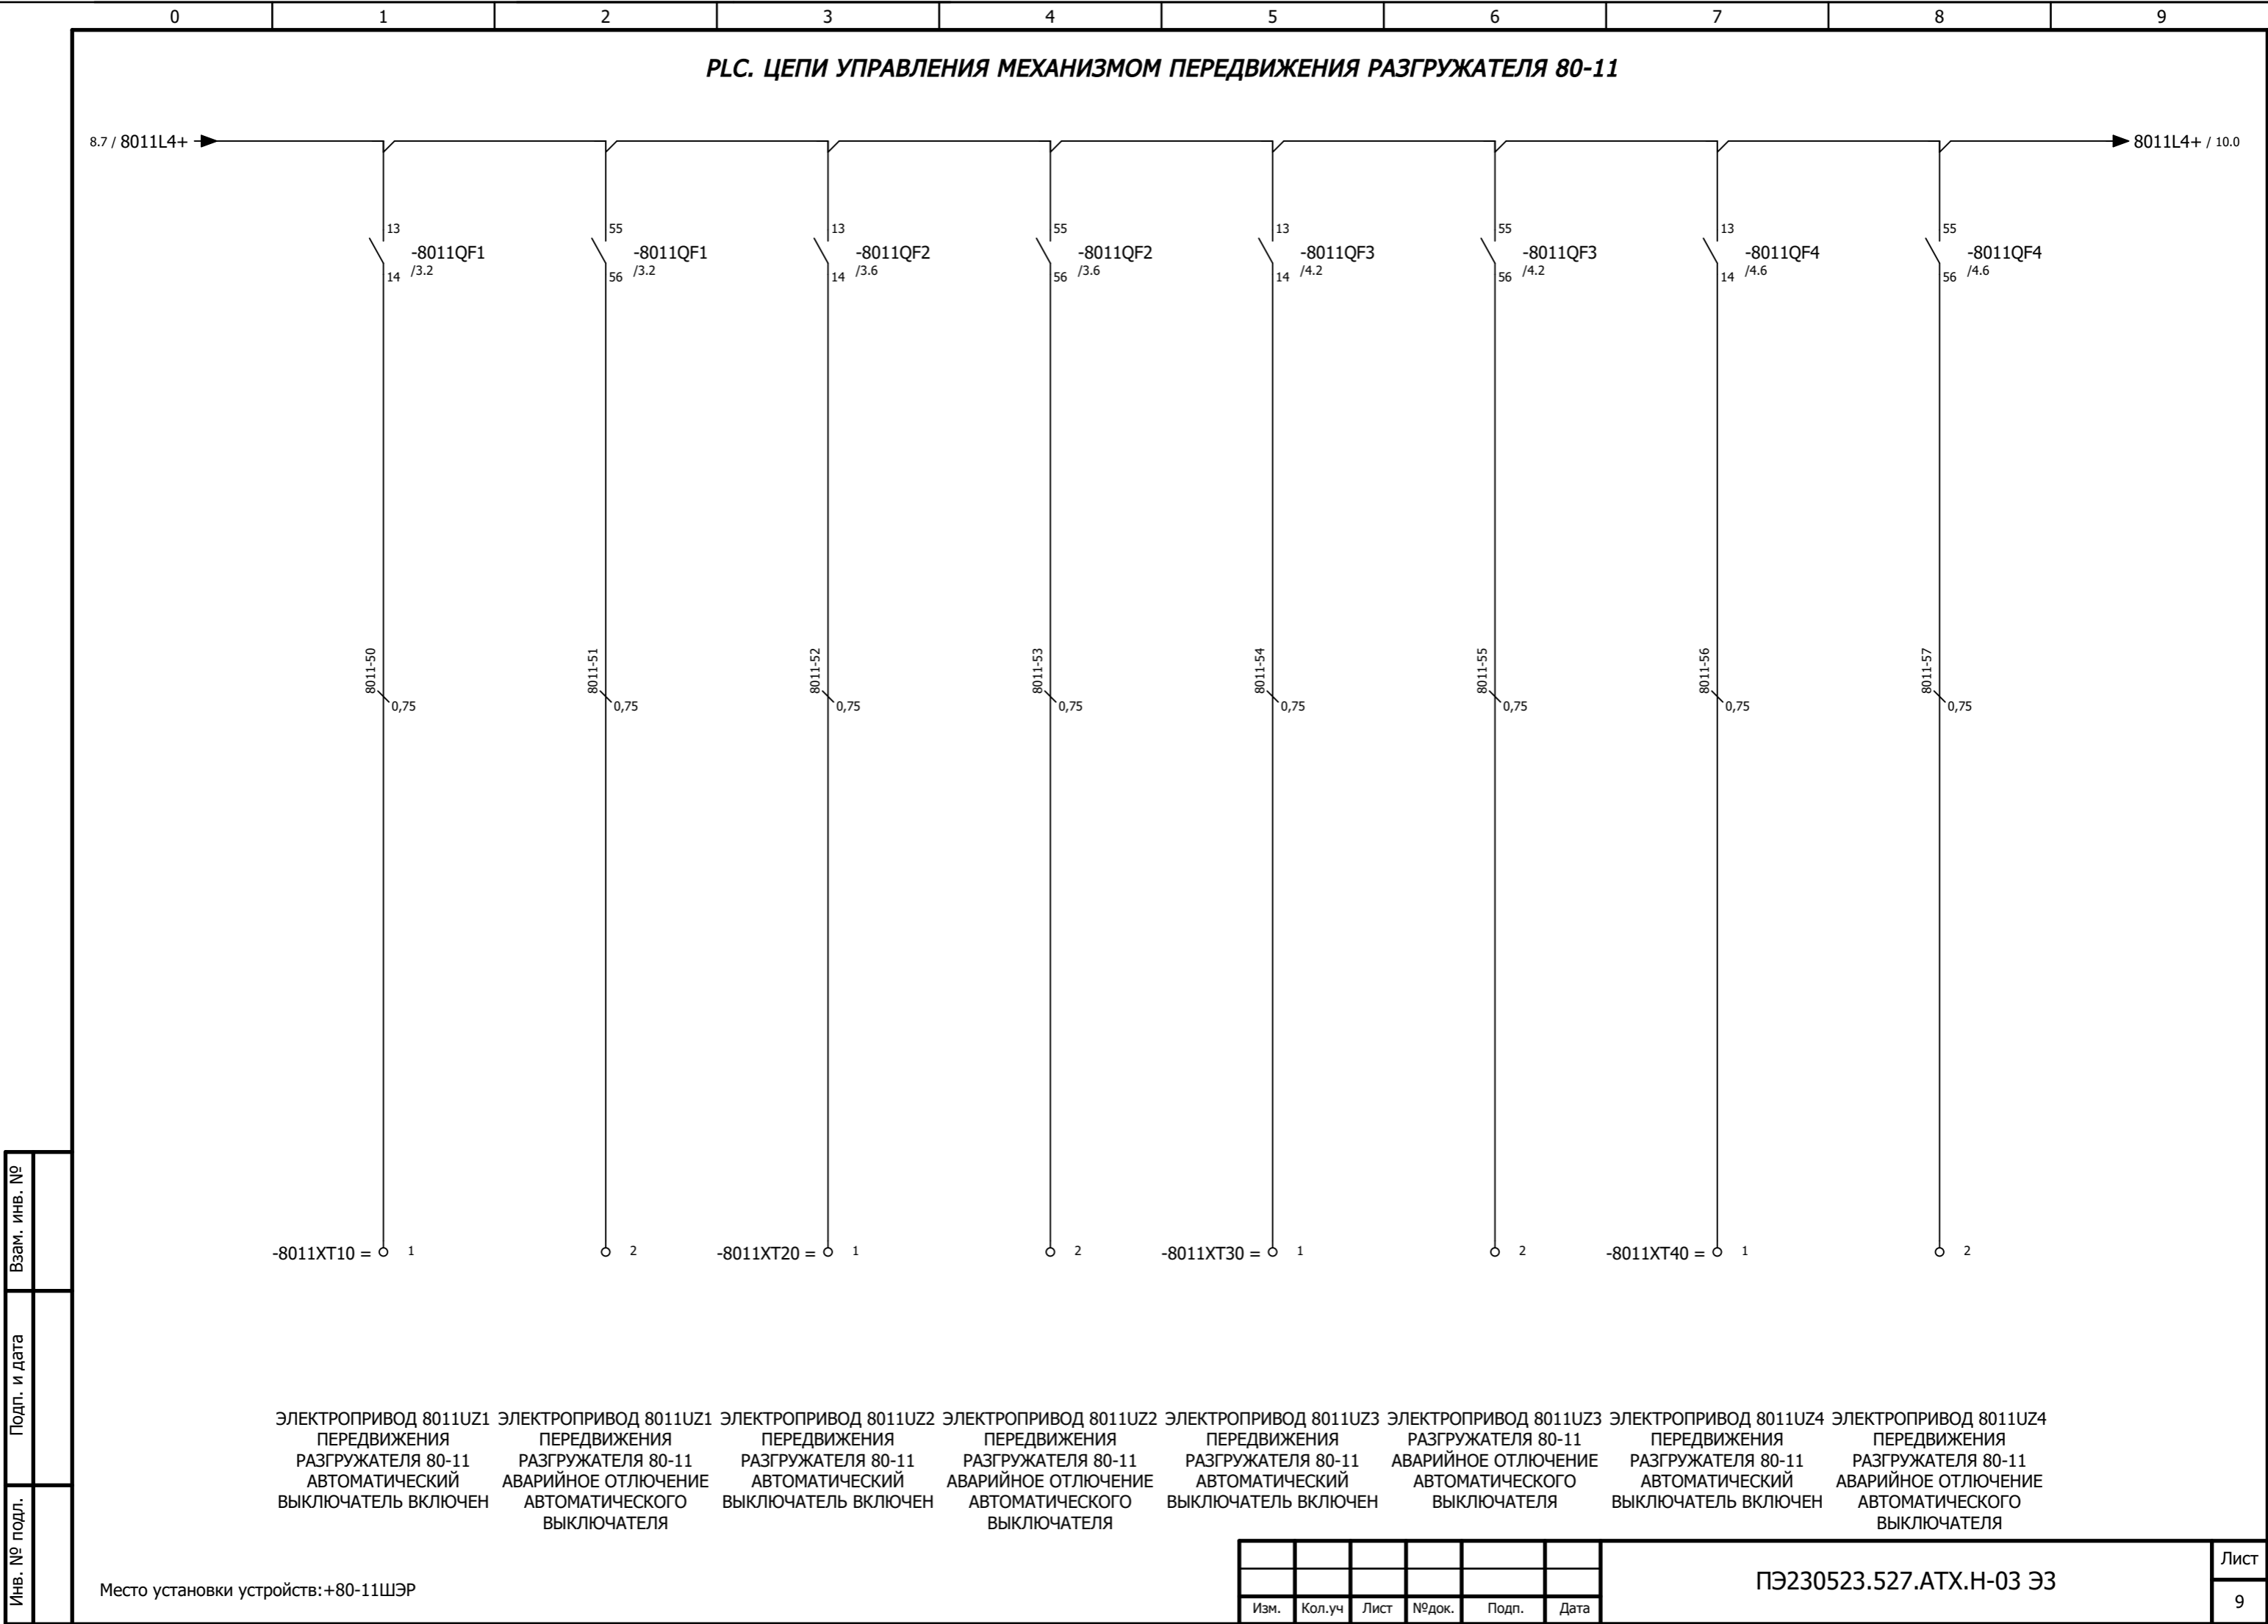 0 1 2 3 4 5 6 7 8 9
PLC. ЦЕПИ УПРАВЛЕНИЯ МЕХАНИЗМОМ ПЕРЕДВИЖЕНИЯ РАЗГРУЖАТЕЛЯ 80-11
8.7 / 8011L4+
8011L4+ / 10.0
13
-8011QF1
14 /3.2
55
-8011QF1
56 /3.2
13
-8011QF2
14 /3.6
55
-8011QF2
56 /3.6
13
-8011QF3
14 /4.2
55
-8011QF3
56 /4.2
13
-8011QF4
14 /4.6
55
-8011QF4
56 /4.6
8011-50
0,75
8011-51
0,75
8011-52
0,75
8011-53
0,75
8011-54
0,75
8011-55
0,75
8011-56
0,75
8011-57
0,75
-8011XT10 = 1
2
-8011XT20 = 1
2
-8011XT30 = 1
2
-8011XT40 = 1
2
ЭЛЕКТРОПРИВОД 8011UZ1
ПЕРЕДВИЖЕНИЯ
РАЗГРУЖАТЕЛЯ 80-11
АВТОМАТИЧЕСКИЙ
ВЫКЛЮЧАТЕЛЬ ВКЛЮЧЕН
ЭЛЕКТРОПРИВОД 8011UZ1
ПЕРЕДВИЖЕНИЯ
РАЗГРУЖАТЕЛЯ 80-11
АВАРИЙНОЕ ОТЛЮЧЕНИЕ
АВТОМАТИЧЕСКОГО
ВЫКЛЮЧАТЕЛЯ
ЭЛЕКТРОПРИВОД 8011UZ2
ПЕРЕДВИЖЕНИЯ
РАЗГРУЖАТЕЛЯ 80-11
АВТОМАТИЧЕСКИЙ
ВЫКЛЮЧАТЕЛЬ ВКЛЮЧЕН
ЭЛЕКТРОПРИВОД 8011UZ2
ПЕРЕДВИЖЕНИЯ
РАЗГРУЖАТЕЛЯ 80-11
АВАРИЙНОЕ ОТЛЮЧЕНИЕ
АВТОМАТИЧЕСКОГО
ВЫКЛЮЧАТЕЛЯ
ЭЛЕКТРОПРИВОД 8011UZ3
ПЕРЕДВИЖЕНИЯ
РАЗГРУЖАТЕЛЯ 80-11
АВТОМАТИЧЕСКИЙ
ВЫКЛЮЧАТЕЛЬ ВКЛЮЧЕН
ЭЛЕКТРОПРИВОД 8011UZ3
РАЗГРУЖАТЕЛЯ 80-11
АВАРИЙНОЕ ОТЛЮЧЕНИЕ
АВТОМАТИЧЕСКОГО
ВЫКЛЮЧАТЕЛЯ
ЭЛЕКТРОПРИВОД 8011UZ4
ПЕРЕДВИЖЕНИЯ
РАЗГРУЖАТЕЛЯ 80-11
АВТОМАТИЧЕСКИЙ
ВЫКЛЮЧАТЕЛЬ ВКЛЮЧЕН
ЭЛЕКТРОПРИВОД 8011UZ4
ПЕРЕДВИЖЕНИЯ
РАЗГРУЖАТЕЛЯ 80-11
АВАРИЙНОЕ ОТЛЮЧЕНИЕ
АВТОМАТИЧЕСКОГО
ВЫКЛЮЧАТЕЛЯ
Взам. инв. №
Подп. и дата
Инв. № подл.
Место установки устройств:+80-11ШЭР
Изм. Кол.уч Лист №док. Подп. Дата
ПЭ230523.527.АТХ.Н-03 ЭЗ
Лист
9